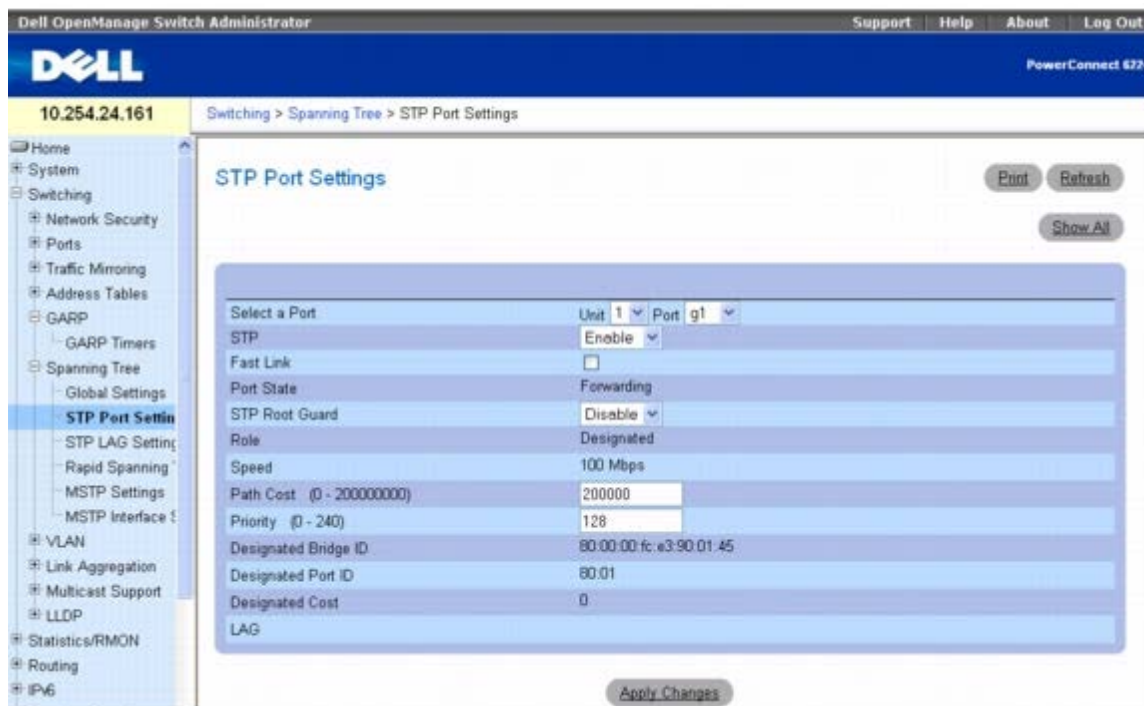 Dell OpenManage Switch Administrator Support Help About Log Out
DELL
PowerConnect 622
10.254.24.161
Switching > Spanning Tree > STP Port Settings
Home
System
Switching
Network Security
Ports
Traffic Mirroring
Address Tables
GARP
GARP Timers
Spanning Tree
Global Settings
STP Port Settin
STP LAG Setting
Rapid Spanning
MSTP Settings
MSTP Interface S
VLAN
Link Aggregation
Multicast Support
LLDP
Statistics/RMON
Routing
IPv6
STP Port Settings
Print Refresh
Show All
Select a Port Unit 1 Port g1
STP Enable
Fast Link
Port State Forwarding
STP Root Guard Disable
Role Designated
Speed 100 Mbps
Path Cost (0 - 200000000) 200000
Priority (0 - 240) 128
Designated Bridge ID 80:00:00:fc:e3:90:01:45
Designated Port ID 80:01
Designated Cost 0
LAG
Apply Changes